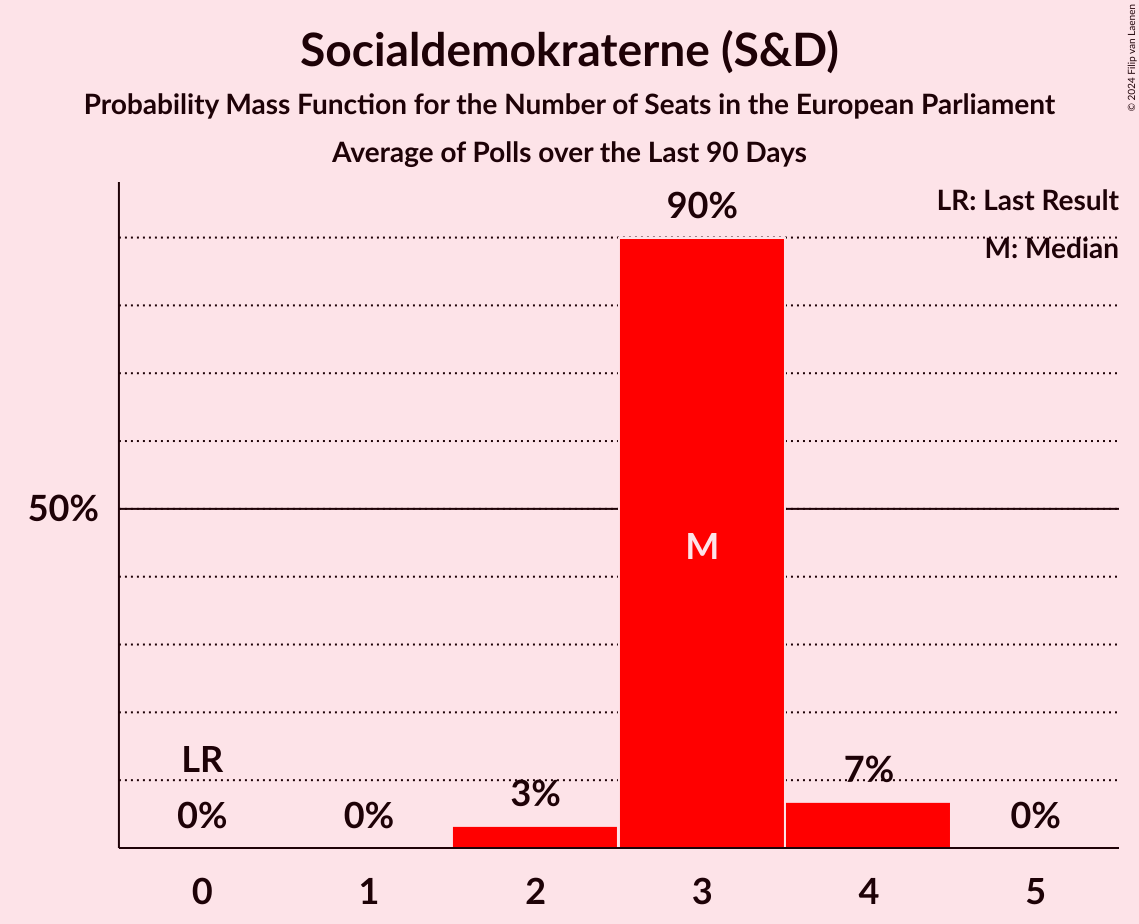 Socialdemokraterne (S&D)
Probability Mass Function for the Number of Seats in the European Parliament
Average of Polls over the Last 90 Days
© 2024 Filip van Laenen
LR: Last Result
M: Median
90%
50%
M
LR
0%
0%
3%
7%
0%
0
1
2
3
4
5